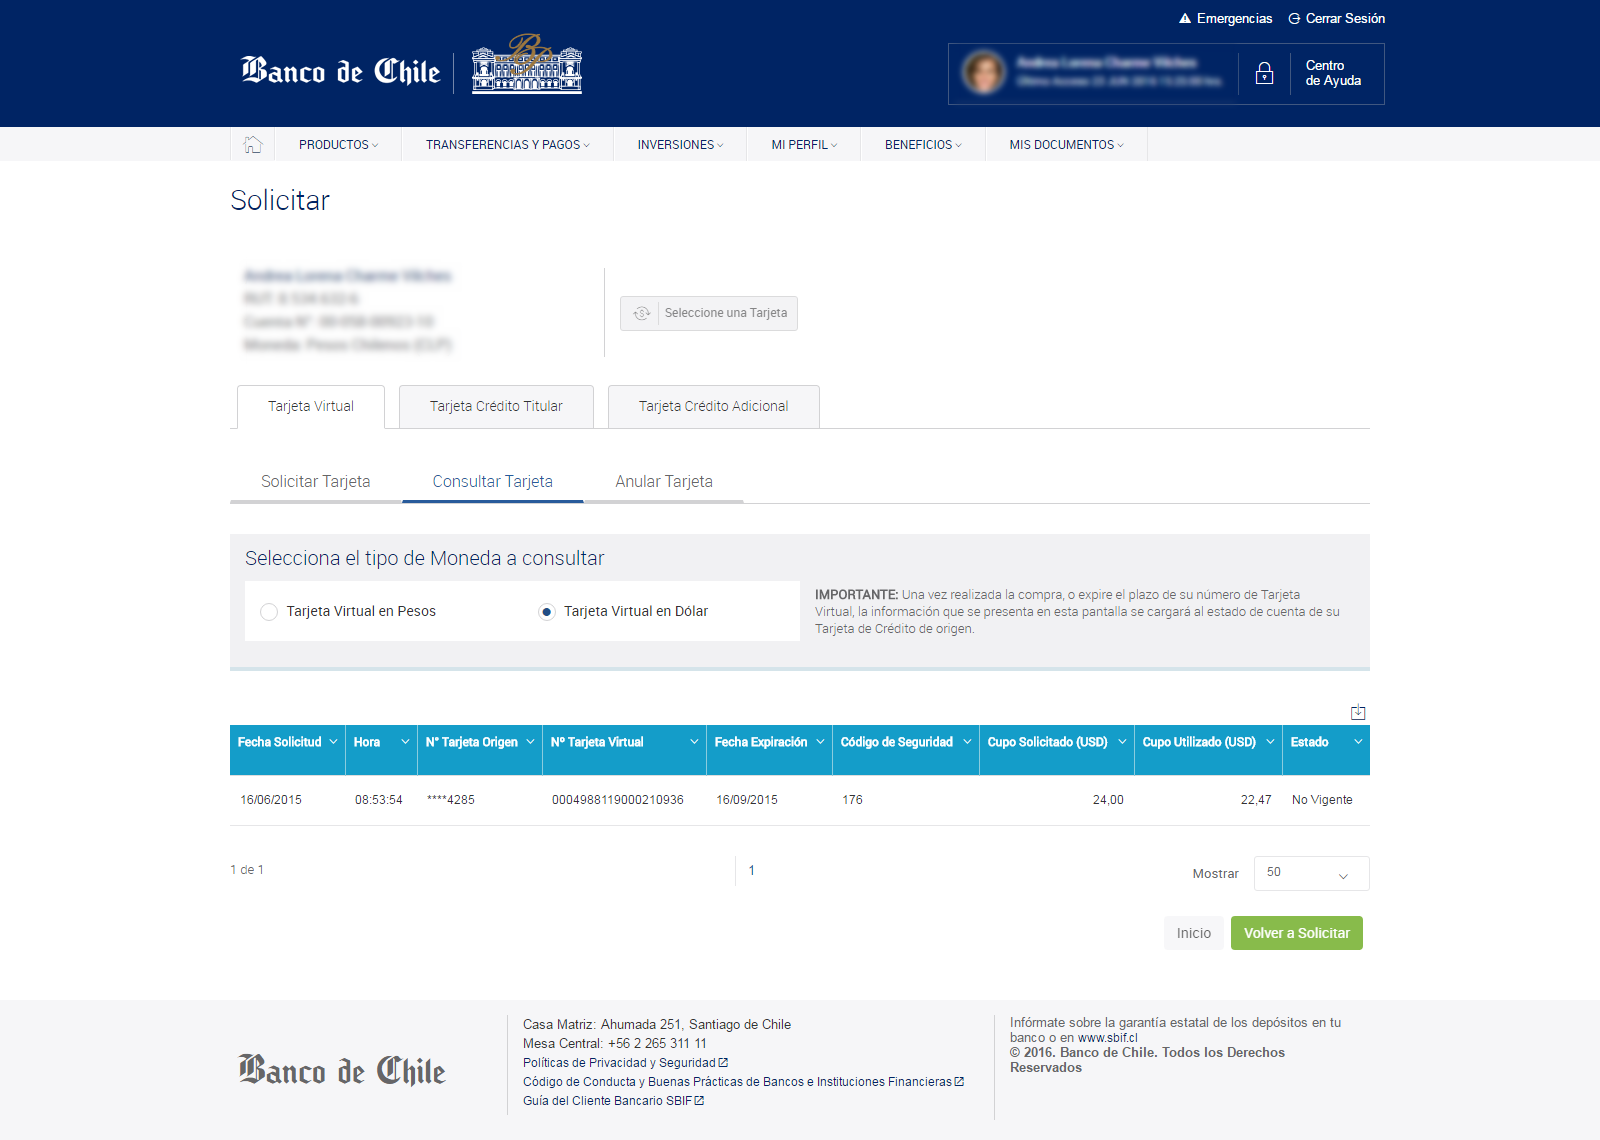 Emergencias
Cerrar Sesión
Banco de Chile
BP
Centro
de Ayuda
PRODUCTOS
TRANSFERENCIAS Y PAGOS
INVERSIONES
MI PERFIL
BENEFICIOS
MIS DOCUMENTOS
Solicitar
Seleccione una Tarjeta
Tarjeta Virtual
Tarjeta Crédito Titular
Tarjeta Crédito Adicional
Solicitar Tarjeta
Consultar Tarjeta
Anular Tarjeta
Selecciona el tipo de Moneda a consultar
Tarjeta Virtual en Pesos
Tarjeta Virtual en Dólar
IMPORTANTE: Una vez realizada la compra, o expire el plazo de su número de Tarjeta
Virtual, la información que se presenta en esta pantalla se cargará al estado de cuenta de su
Tarjeta de Crédito de origen.
Fecha Solicitud Hora N° Tarjeta Origen Nº Tarjeta Virtual Fecha Expiración Código de Seguridad Cupo Solicitado (USD) Cupo Utilizado (USD) Estado
16/06/2015 08:53:54 ****4285 0004988119000210936 16/09/2015 176 24,00 22,47 No Vigente
1 de 1
1
Mostrar 50
Inicio
Volver a Solicitar
Banco de Chile
Casa Matriz: Ahumada 251, Santiago de Chile
Mesa Central: +56 2 265 311 11
Políticas de Privacidad y Seguridad
Código de Conducta y Buenas Prácticas de Bancos e Instituciones Financieras
Guía del Cliente Bancario SBIF
Infórmate sobre la garantía estatal de los depósitos en tu
banco o en www.sbif.cl
© 2016. Banco de Chile. Todos los Derechos
Reservados